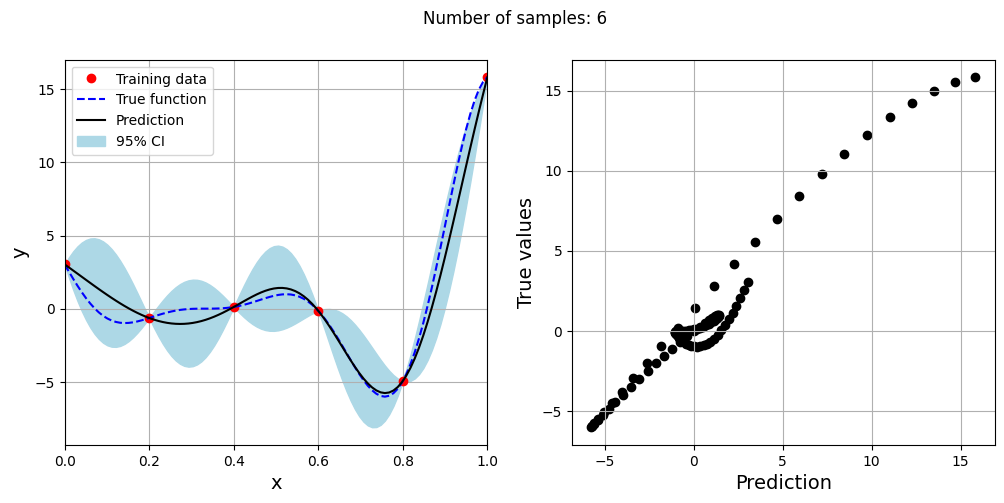 Number of samples: 6
Training data
True function
Prediction
95% CI
15
10
5
0
−5
y
0.0 0.2 0.4 0.6 0.8 1.0
x
15
10
5
0
−5
True values
−5 0 5 10 15
Prediction